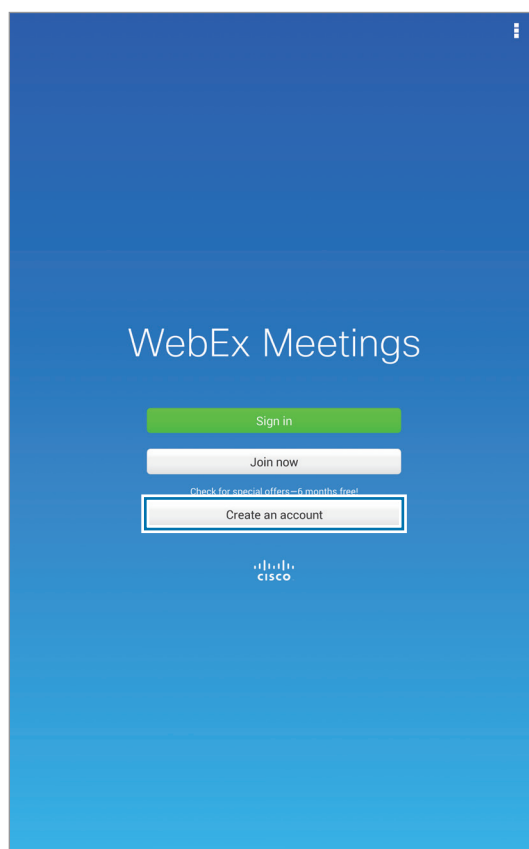 WebEx Meetings
Sign in
Join now
Check for special offers—6 months free!
Create an account
CISCO